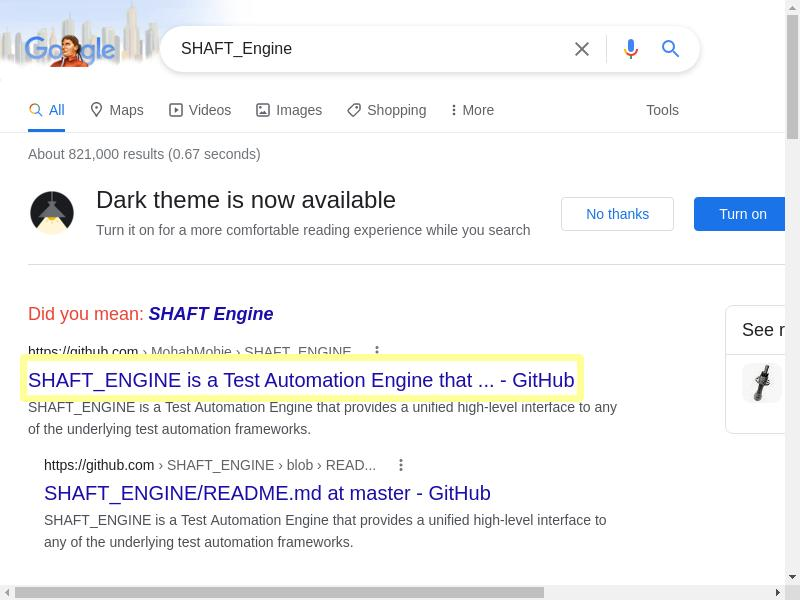 Google
SHAFT_Engine
All Maps Videos Images Shopping More Tools
About 821,000 results (0.67 seconds)
Dark theme is now available
Turn it on for a more comfortable reading experience while you search
No thanks
Turn on
Did you mean: SHAFT Engine
https://github.com › MohabMohie › SHAFT_ENGINE
SHAFT_ENGINE is a Test Automation Engine that ... - GitHub
SHAFT_ENGINE is a Test Automation Engine that provides a unified high-level interface to any
of the underlying test automation frameworks.
https://github.com › SHAFT_ENGINE › blob › READ...
SHAFT_ENGINE/README.md at master - GitHub
SHAFT_ENGINE is a Test Automation Engine that provides a unified high-level interface to
any of the underlying test automation frameworks.
See